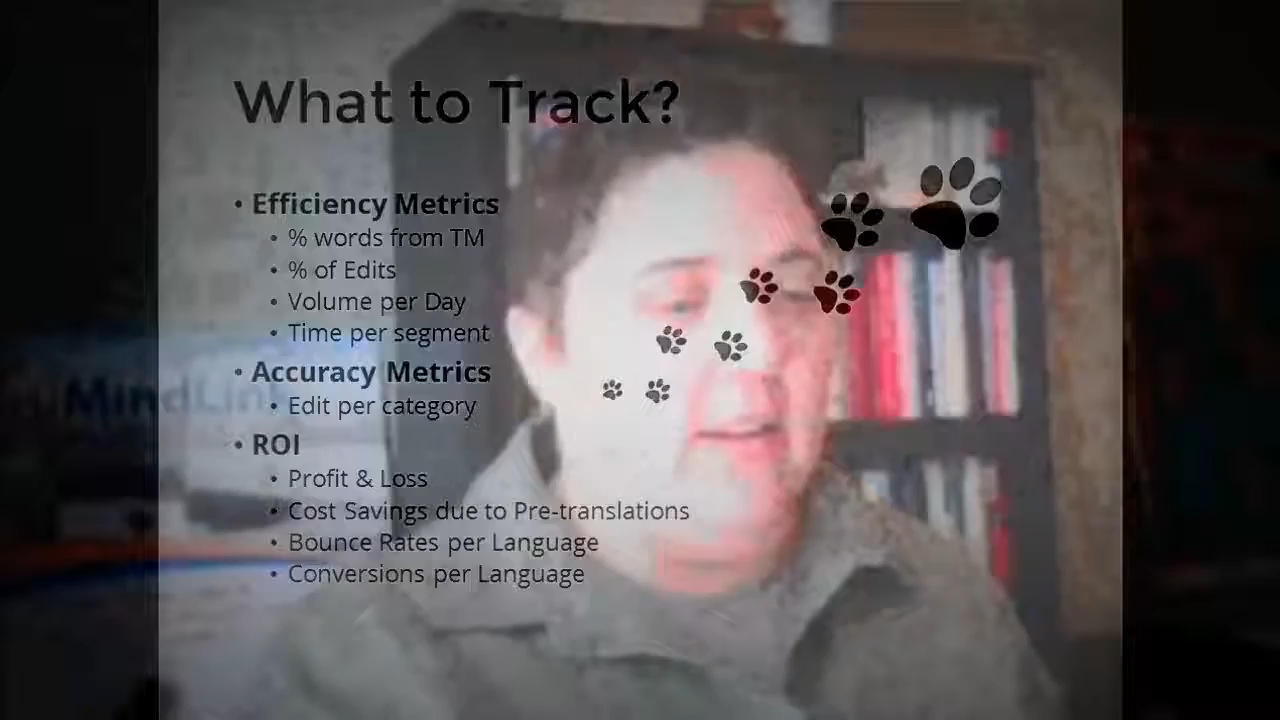 What to Track?
• Efficiency Metrics
• % words from TM
• % of Edits
• Volume per Day
• Time per segment
• Accuracy Metrics
MindLin
• Edit per category
• ROI
• Profit & Loss
• Cost Savings due to Pre-translations
• Bounce Rates per Language
• Conversions per Language